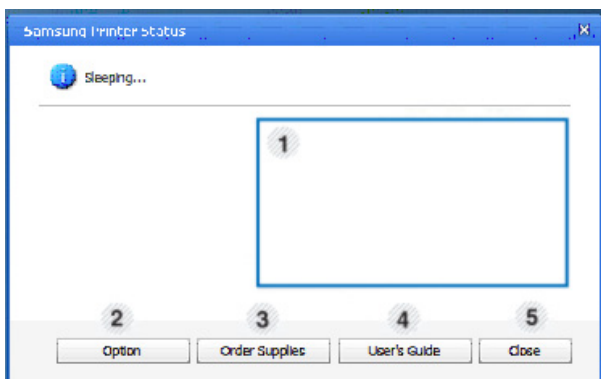 Samsung Printer Status
Sleeping...
1
2 3 4 5
Option Order Supplies User's Guide Close